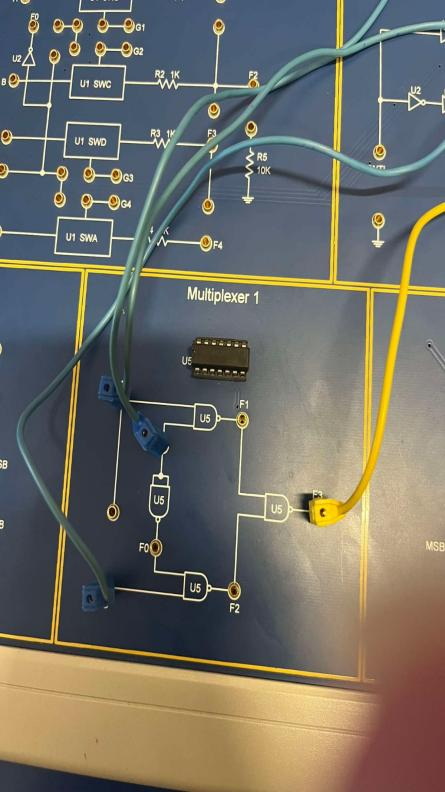 F0
G1
G2
U2
B
U1 SWC
R2 1K
F2
U2
U1 SWD
R3 1K
F3
R5
10K
G3
G4
U1 SWA
F4
Multiplexer 1
U5
F1
U5
U5
U5
F3
F0
U5
F2
SB
B
MSB